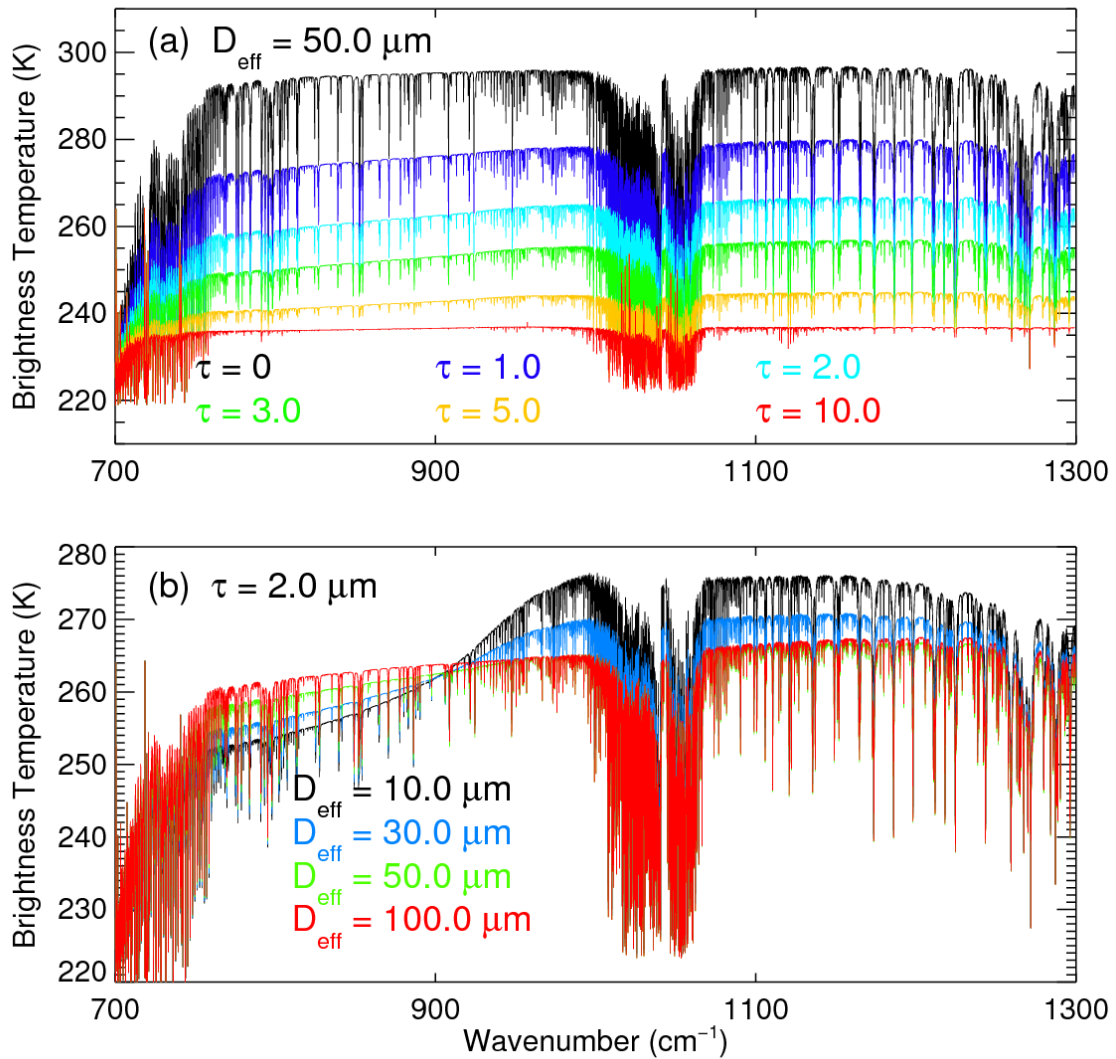 (a) D_eff = 50.0 μm
Brightness Temperature (K)
300
280
260
240
220
τ = 0 τ = 1.0 τ = 2.0
τ = 3.0 τ = 5.0 τ = 10.0
700 900 1100 1300
(b) τ = 2.0 μm
Brightness Temperature (K)
280
270
260
250
240
230
220
D_eff = 10.0 μm
D_eff = 30.0 μm
D_eff = 50.0 μm
D_eff = 100.0 μm
700 900 1100 1300
Wavenumber (cm⁻¹)